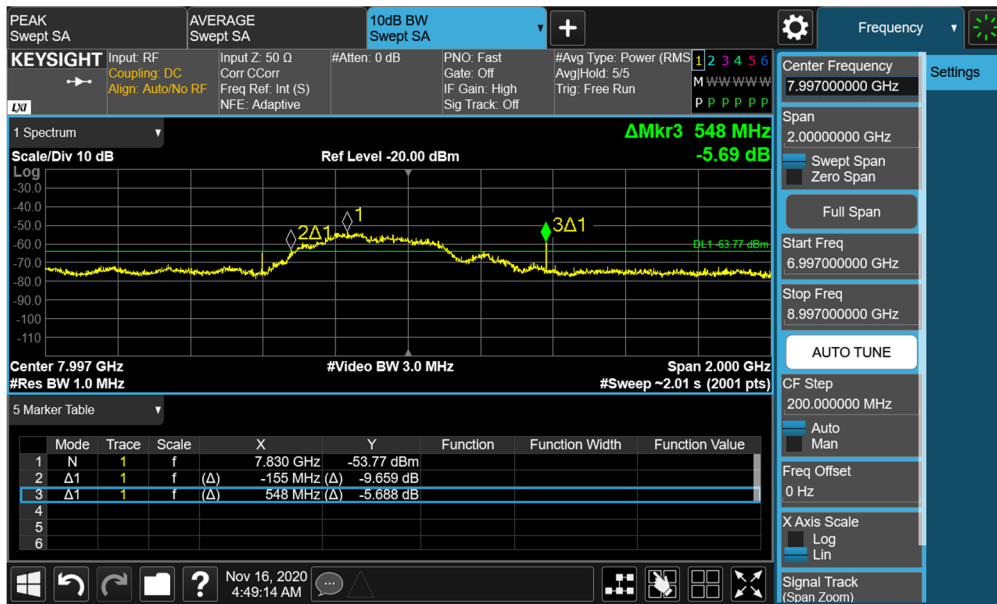 PEAK
Swept SA
AVERAGE
Swept SA
10dB BW
Swept SA
Frequency
KEYSIGHT
LXI
Input: RF
Coupling: DC
Align: Auto/No RF
Input Z: 50 Ω
Corr CCorr
Freq Ref: Int (S)
NFE: Adaptive
#Atten: 0 dB
PNO: Fast
Gate: Off
IF Gain: High
Sig Track: Off
#Avg Type: Power (RMS
Avg|Hold: 5/5
Trig: Free Run
1 2 3 4 5 6
M W W W W W
P P P P P P
1 Spectrum
ΔMkr3 548 MHz
-5.69 dB
Scale/Div 10 dB
Ref Level -20.00 dBm
Log
-30.0
-40.0
-50.0
-60.0
-70.0
-80.0
-90.0
-100
-110
1
2Δ1
3Δ1
DL1 -63.77 dBm
Center 7.997 GHz
#Video BW 3.0 MHz
Span 2.000 GHz
#Res BW 1.0 MHz
#Sweep ~2.01 s (2001 pts)
5 Marker Table
Mode Trace Scale X Y Function Function Width Function Value
1 N 1 f 7.830 GHz -53.77 dBm
2 Δ1 1 f (Δ) -155 MHz (Δ) -9.659 dB
3 Δ1 1 f (Δ) 548 MHz (Δ) -5.688 dB
4
5
6
Nov 16, 2020
4:49:14 AM
?
Center Frequency
7.997000000 GHz
Span
2.00000000 GHz
Swept Span
Zero Span
Full Span
Start Freq
6.997000000 GHz
Stop Freq
8.997000000 GHz
AUTO TUNE
CF Step
200.000000 MHz
Auto
Man
Freq Offset
0 Hz
X Axis Scale
Log
Lin
Signal Track
(Span Zoom)
Settings